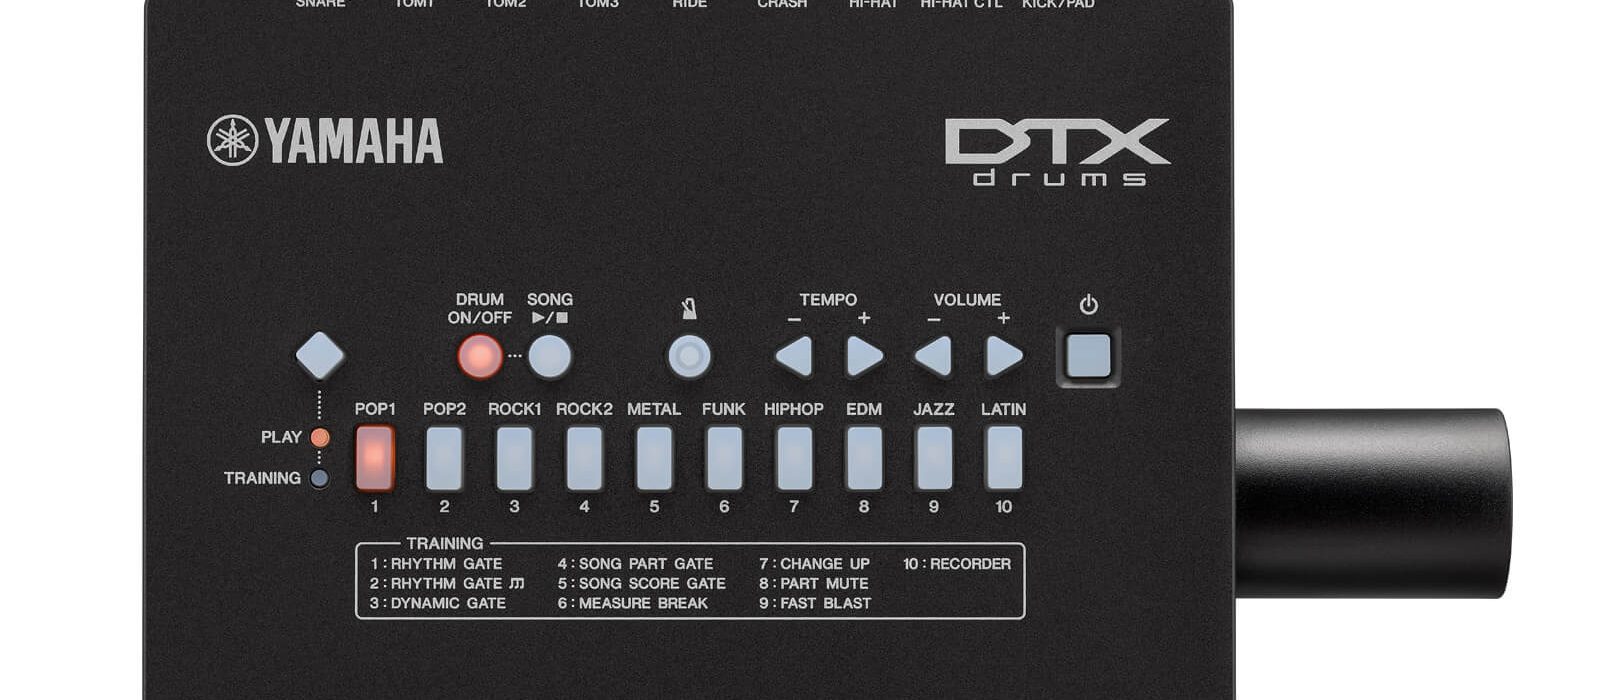 SNARE TOM1 TOM2 TOM3 RIDE CRASH HI-HAT HI-HAT CTL KICK/PAD
YAMAHA
DTX
drums
DRUM ON/OFF
SONG ▶/■
TEMPO
− +
VOLUME
− +
POP1 POP2 ROCK1 ROCK2 METAL FUNK HIPHOP EDM JAZZ LATIN
PLAY
TRAINING
1 2 3 4 5 6 7 8 9 10
TRAINING
1 : RHYTHM GATE
2 : RHYTHM GATE
3 : DYNAMIC GATE
4 : SONG PART GATE
5 : SONG SCORE GATE
6 : MEASURE BREAK
7 : CHANGE UP
8 : PART MUTE
9 : FAST BLAST
10 : RECORDER